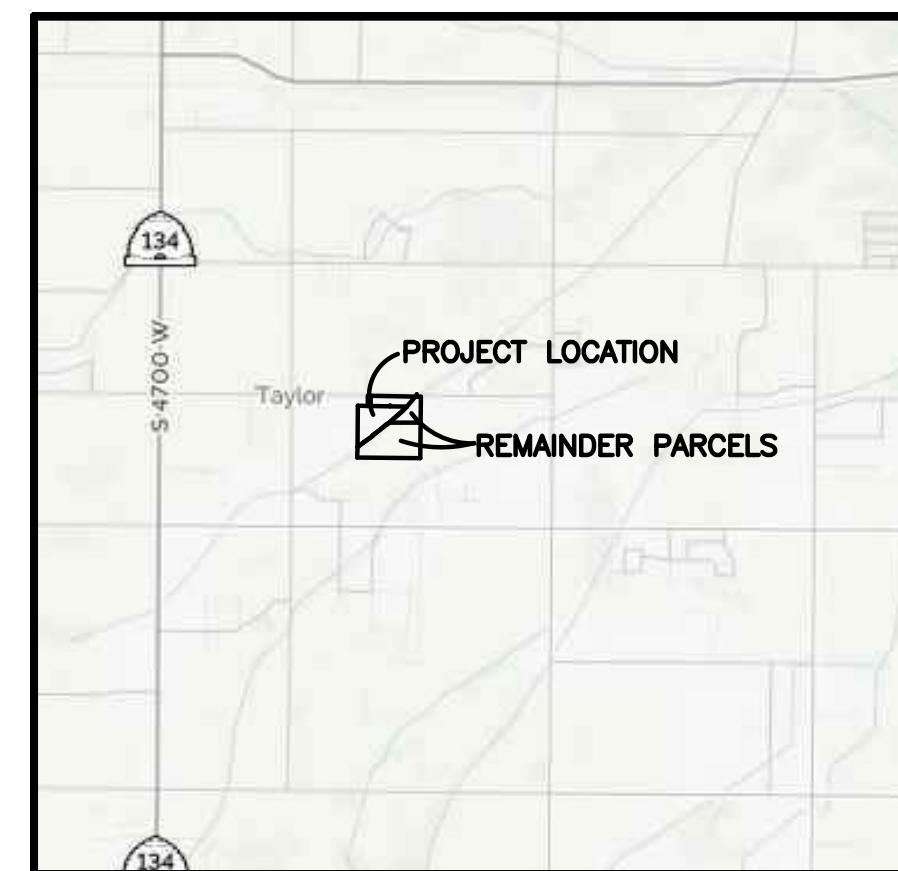 134
S 4700 W
PROJECT LOCATION
Taylor
REMAINDER PARCELS
134